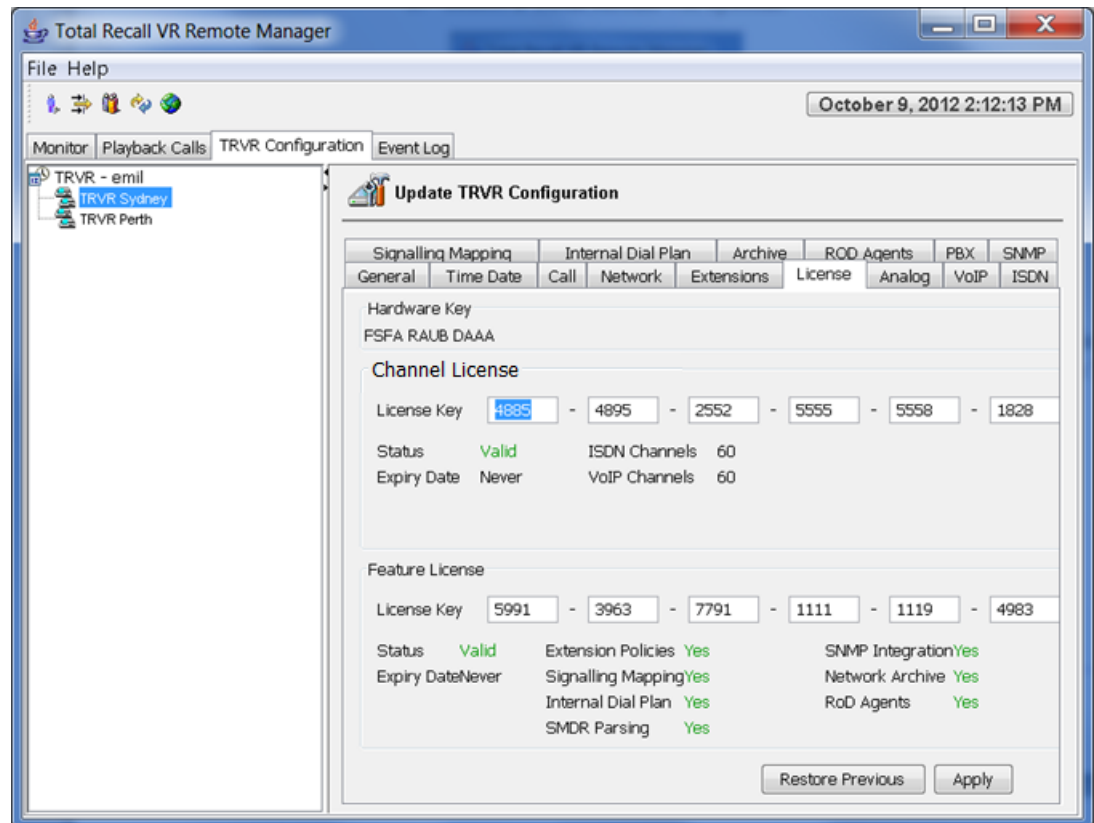 Total Recall VR Remote Manager
File Help
October 9, 2012 2:12:13 PM
Monitor Playback Calls TRVR Configuration Event Log
TRVR - emil
TRVR Sydney
TRVR Perth
Update TRVR Configuration
Signalling Mapping Internal Dial Plan Archive ROD Agents PBX SNMP
General Time Date Call Network Extensions License Analog VoIP ISDN
Hardware Key
FSFA RAUB DAAA
Channel License
License Key 4885 - 4895 - 2552 - 5555 - 5558 - 1828
Status Valid ISDN Channels 60
Expiry Date Never VoIP Channels 60
Feature License
License Key 5991 - 3963 - 7791 - 1111 - 1119 - 4983
Status Valid Extension Policies Yes SNMP IntegrationYes
Expiry DateNever Signalling MappingYes Network Archive Yes
Internal Dial Plan Yes RoD Agents Yes
SMDR Parsing Yes
Restore Previous Apply